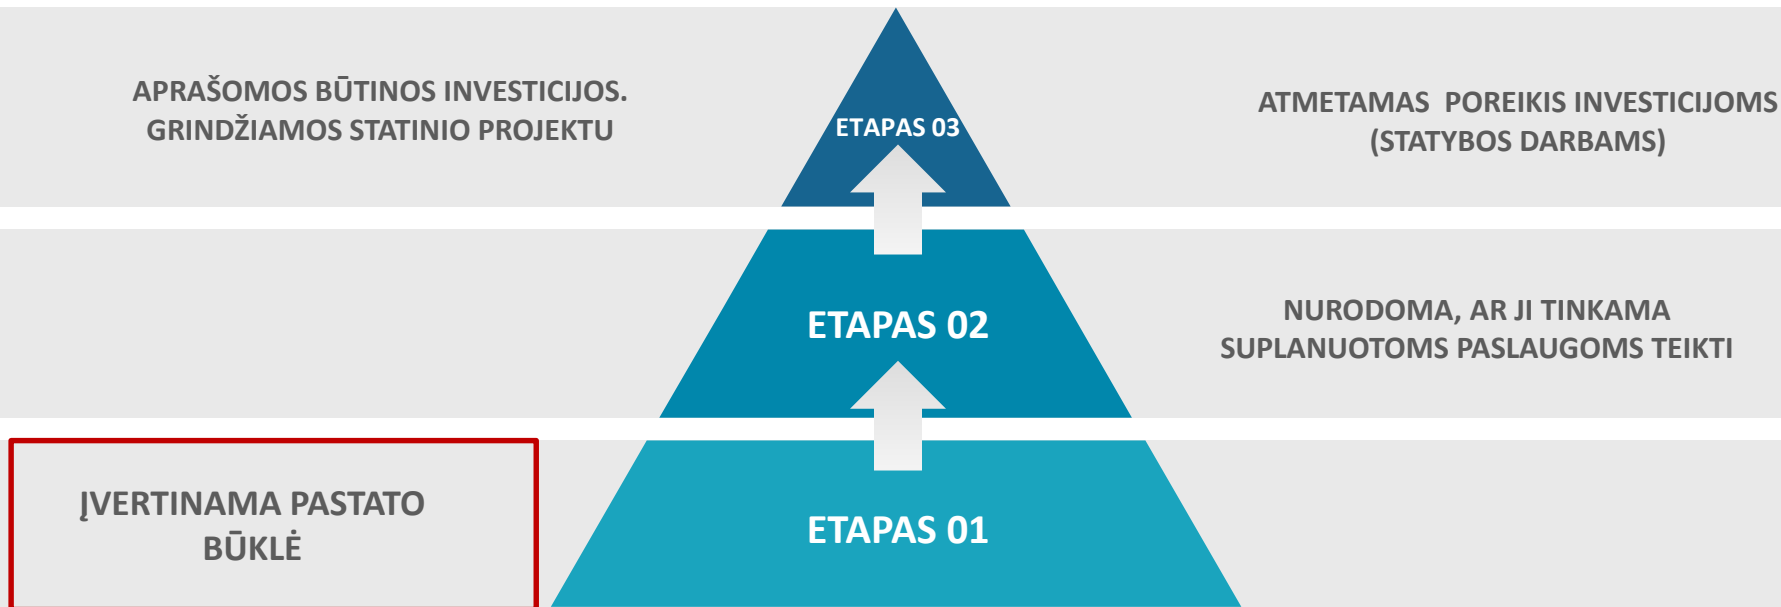 APRAŠOMOS BŪTINOS INVESTICIJOS.
GRINDŽIAMOS STATINIO PROJEKTU
ETAPAS 03
ATMETAMAS POREIKIS INVESTICIJOMS
(STATYBOS DARBAMS)
ETAPAS 02
NURODOMA, AR JI TINKAMA
SUPLANUOTOMS PASLAUGOMS TEIKTI
ĮVERTINAMA PASTATO
BŪKLĖ
ETAPAS 01